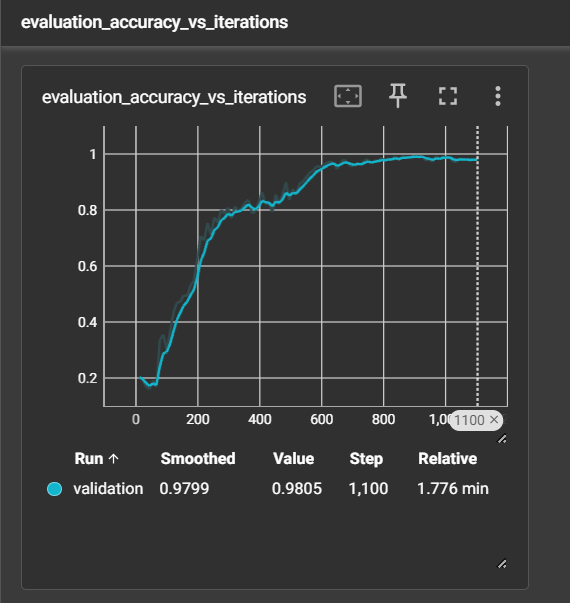 evaluation_accuracy_vs_iterations
evaluation_accuracy_vs_iterations
1
0.8
0.6
0.4
0.2
0 200 400 600 800 1,0
1100 ×
Run ↑ Smoothed Value Step Relative
validation 0.9799 0.9805 1,100 1.776 min